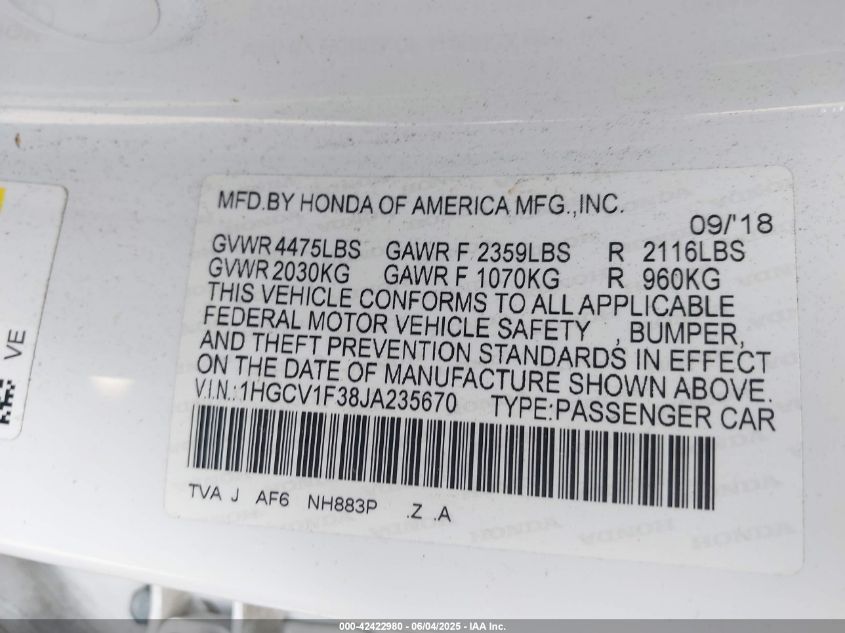 MFD.BY HONDA OF AMERICA MFG.,INC.
09/'18
GVWR 4475LBS GAWR F 2359LBS R 2116LBS
GVWR 2030KG GAWR F 1070KG R 960KG
THIS VEHICLE CONFORMS TO ALL APPLICABLE
FEDERAL MOTOR VEHICLE SAFETY , BUMPER,
AND THEFT PREVENTION STANDARDS IN EFFECT
ON THE DATE OF MANUFACTURE SHOWN ABOVE.
V.I.N.:1HGCV1F38JA235670 TYPE:PASSENGER CAR
TVA J AF6 NH883P .Z .A
VE
000-42422980 - 06/04/2025 - IAA Inc.